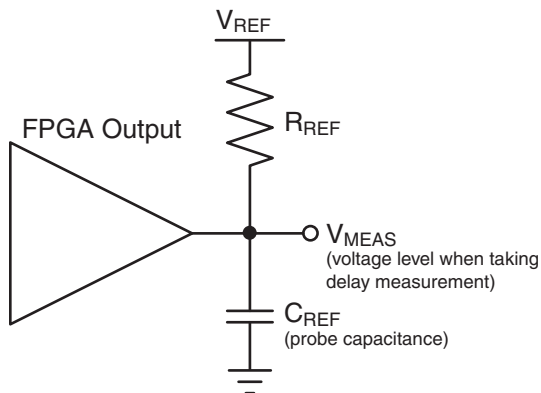 VREF
FPGA Output
RREF
VMEAS
(voltage level when taking
delay measurement)
CREF
(probe capacitance)